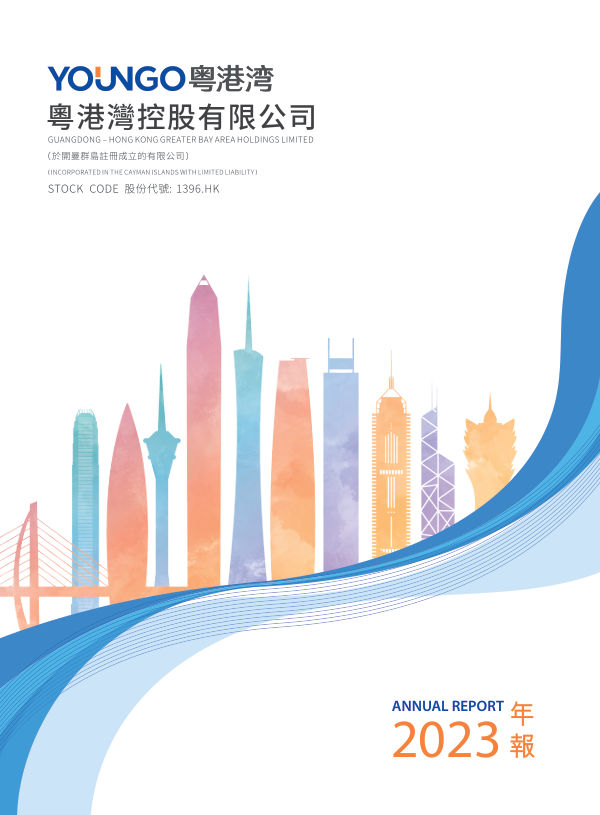 YOUNGO粤港湾
粵港灣控股有限公司
GUANGDONG – HONG KONG GREATER BAY AREA HOLDINGS LIMITED
(於開曼群島註冊成立的有限公司)
(INCORPORATED IN THE CAYMAN ISLANDS WITH LIMITED LIABILITY)
STOCK CODE 股份代號: 1396.HK
ANNUAL REPORT
2023 年報